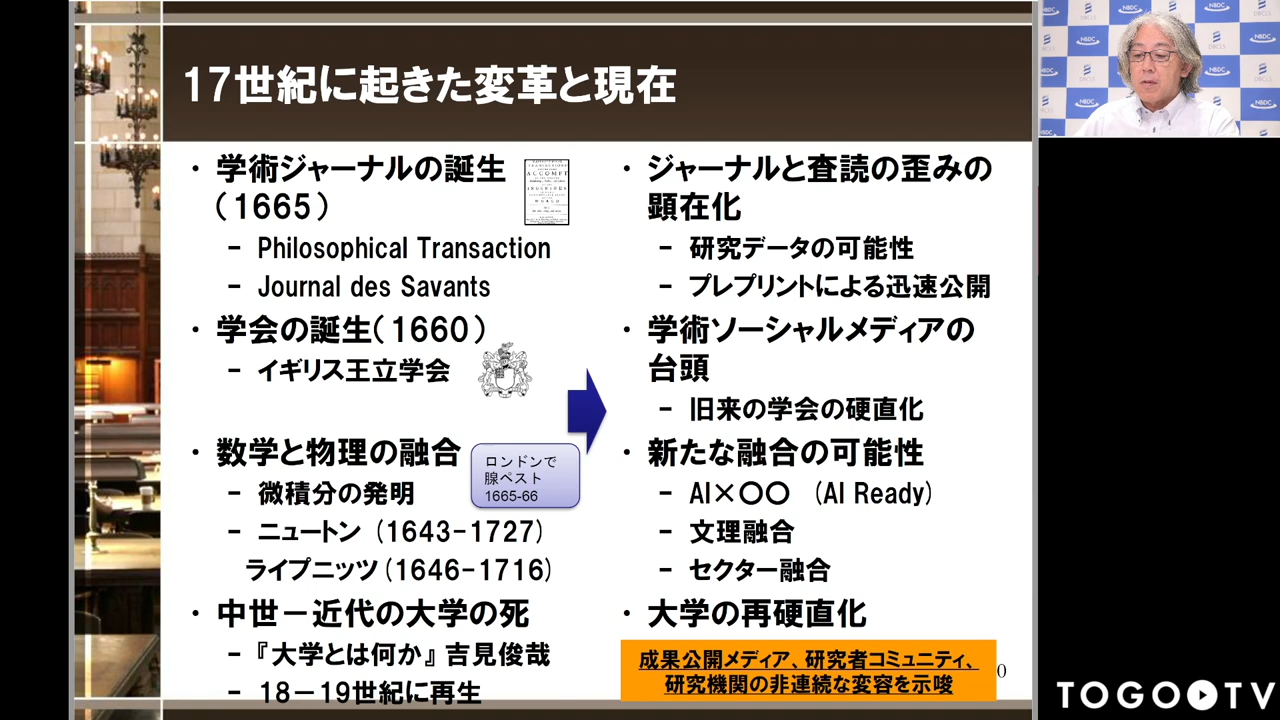 17世紀に起きた変革と現在
・ 学術ジャーナルの誕生
（1665）
− Philosophical Transaction
− Journal des Savants
・ 学会の誕生（1660）
− イギリス王立学会
・ 数学と物理の融合
− 微積分の発明
− ニュートン (1643-1727)
ライプニッツ(1646-1716)
・ 中世－近代の大学の死
− 『大学とは何か』 吉見俊哉
− 18－19世紀に再生
ACCOMPT
WORLD
ロンドンで
腺ペスト
1665-66
・ ジャーナルと査読の歪みの
顕在化
− 研究データの可能性
− プレプリントによる迅速公開
・ 学術ソーシャルメディアの
台頭
− 旧来の学会の硬直化
・ 新たな融合の可能性
− AI×〇〇 (AI Ready)
− 文理融合
− セクター融合
・ 大学の再硬直化
成果公開メディア、研究者コミュニティ、
研究機関の非連続な変容を示唆
0
NBDC
DBCLS
TOGO TV